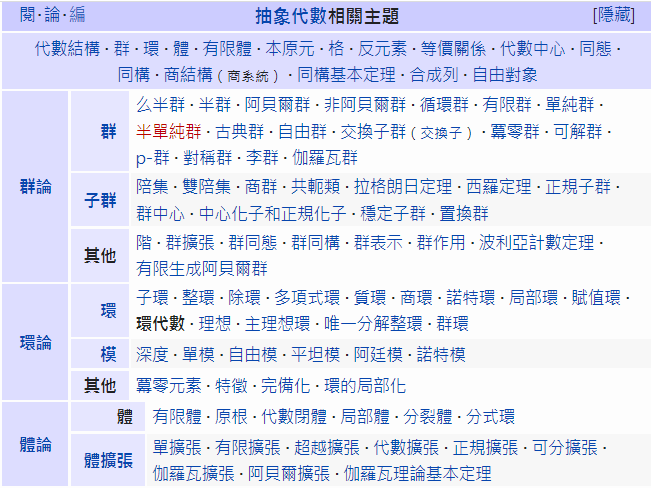 閱·論·編 抽象代數相關主題 [隱藏]
代數結構·群·環·體·有限體·本原元·格·反元素·等價關係·代數中心·同態·
同構·商結構(商系統)·同構基本定理·合成列·自由對象
群論
群
么半群·半群·阿貝爾群·非阿貝爾群·循環群·有限群·單純群·
半單純群·古典群·自由群·交換子群(交換子)·冪零群·可解群·
p-群·對稱群·李群·伽羅瓦群
子群
陪集·雙陪集·商群·共軛類·拉格朗日定理·西羅定理·正規子群·
群中心·中心化子和正規化子·穩定子群·置換群
其他
階·群擴張·群同態·群同構·群表示·群作用·波利亞計數定理·
有限生成阿貝爾群
環論
環
子環·整環·除環·多項式環·質環·商環·諾特環·局部環·賦值環·
環代數·理想·主理想環·唯一分解整環·群環
模
深度·單模·自由模·平坦模·阿廷模·諾特模
其他
冪零元素·特徵·完備化·環的局部化
體論
體
有限體·原根·代數閉體·局部體·分裂體·分式環
體擴張
單擴張·有限擴張·超越擴張·代數擴張·正規擴張·可分擴張·
伽羅瓦擴張·阿貝爾擴張·伽羅瓦理論基本定理